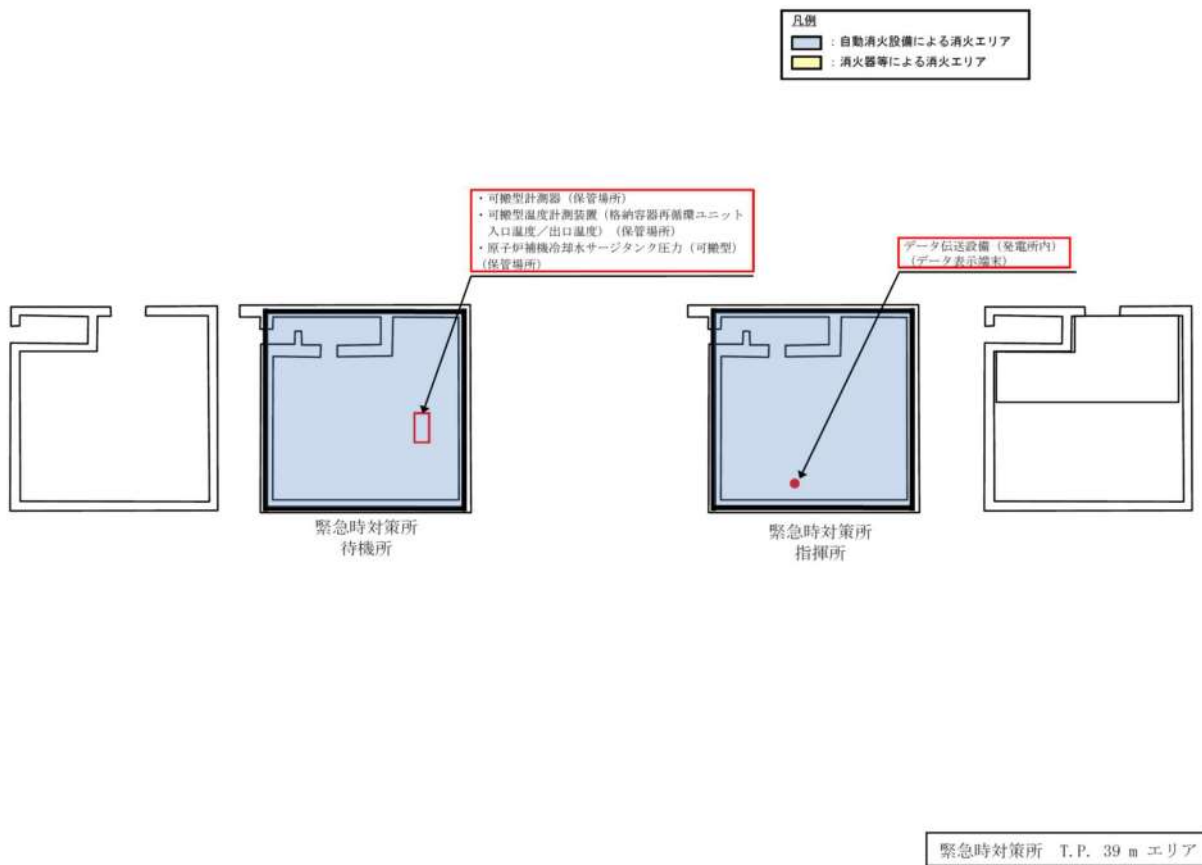 凡例
：自動消火設備による消火エリア
：消火器等による消火エリア
・可搬型計測器（保管場所）
・可搬型温度計測装置（格納容器再循環ユニット
入口温度／出口温度）（保管場所）
・原子炉補機冷却水サージタンク圧力（可搬型）
（保管場所）
データ伝送設備（発電所内）
（データ表示端末）
緊急時対策所
待機所
緊急時対策所
指揮所
緊急時対策所　T.P. 39 m エリア